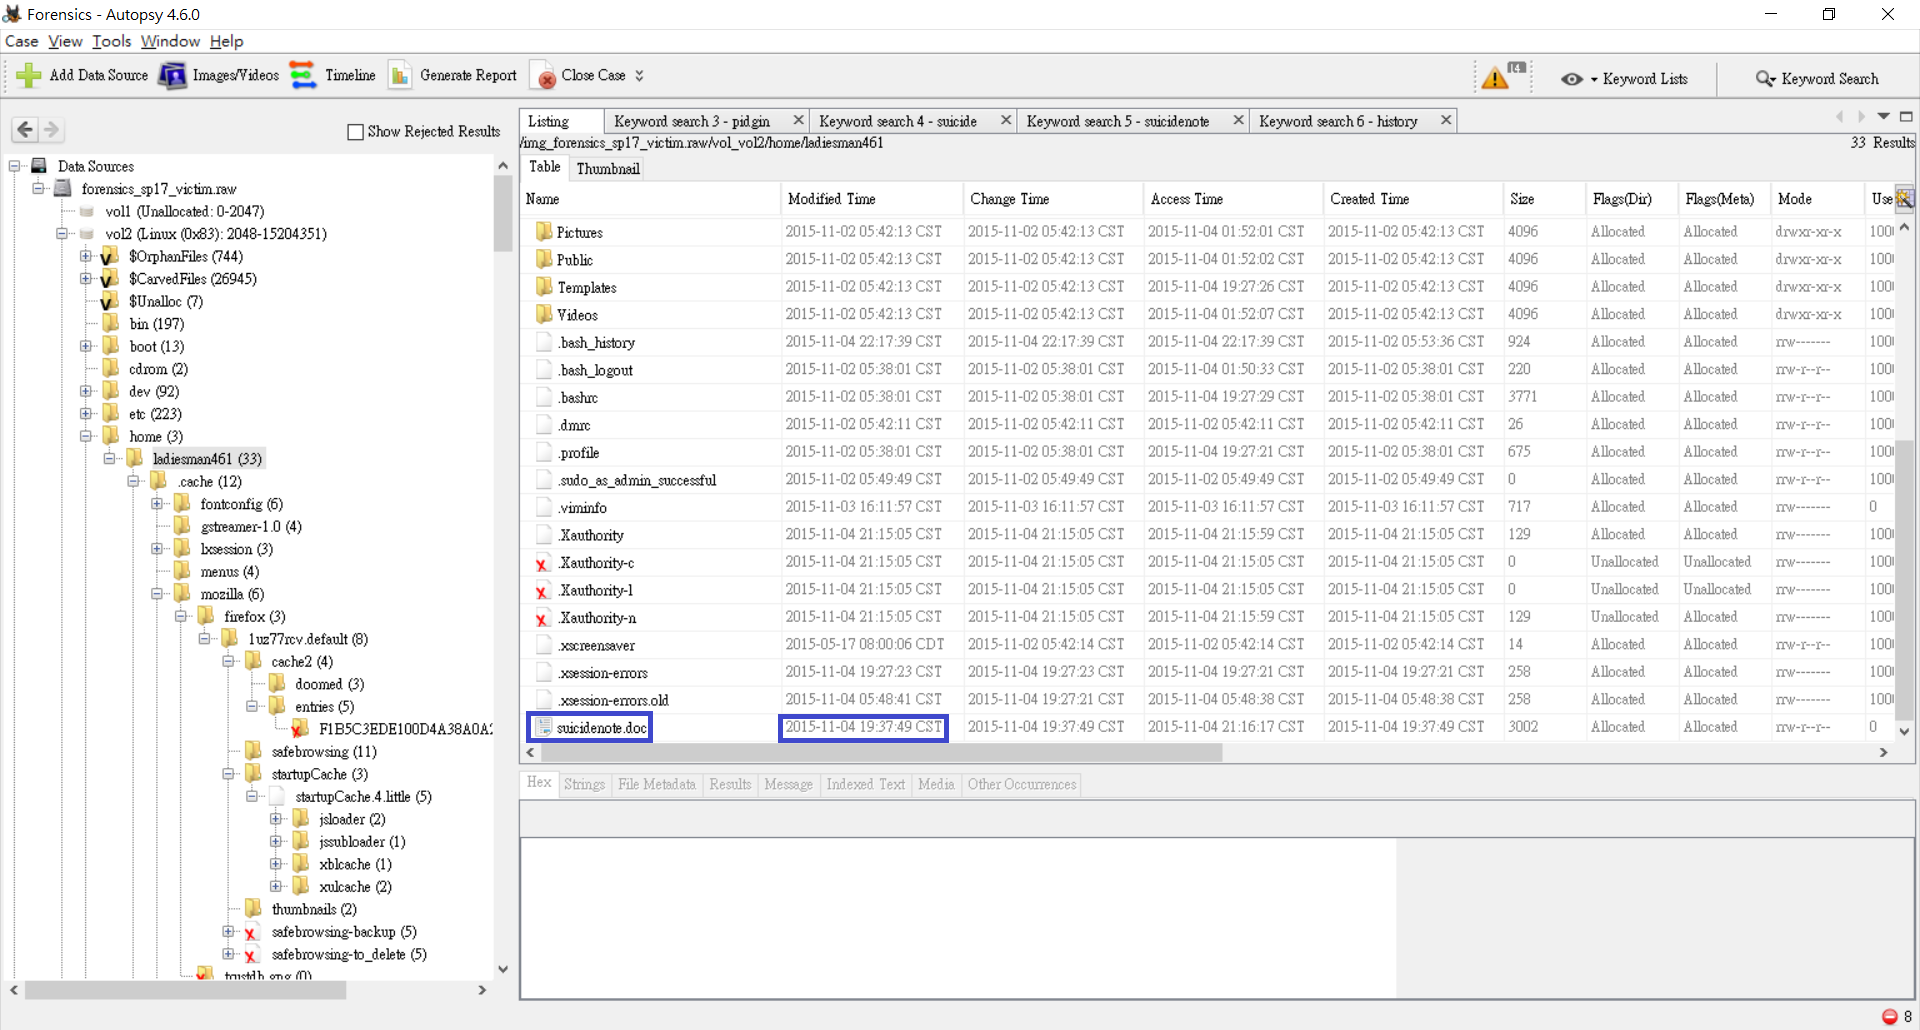 Forensics - Autopsy 4.6.0
Case View Tools Window Help
Add Data Source Images/Videos Timeline Generate Report Close Case 14 Keyword Lists Keyword Search
Show Rejected Results
Data Sources
forensics_sp17_victim.raw
vol1 (Unallocated: 0-2047)
vol2 (Linux (0x83): 2048-15204351)
$OrphanFiles (744)
$CarvedFiles (26945)
$Unalloc (7)
bin (197)
boot (13)
cdrom (2)
dev (92)
etc (223)
home (3)
ladiesman461 (33)
.cache (12)
fontconfig (6)
gstreamer-1.0 (4)
lxsession (3)
menus (4)
mozilla (6)
firefox (3)
1uz77rcv.default (8)
cache2 (4)
doomed (3)
entries (5)
F1B5C3EDE100D4A38A0A2
safebrowsing (11)
startupCache (3)
startupCache.4.little (5)
jsloader (2)
jssubloader (1)
xblcache (1)
xulcache (2)
thumbnails (2)
safebrowsing-backup (5)
safebrowsing-to_delete (5)
trustdb.gpg (0)
Listing Keyword search 3 - pidgin Keyword search 4 - suicide Keyword search 5 - suicidenote Keyword search 6 - history
/img_forensics_sp17_victim.raw/vol_vol2/home/ladiesman461 33 Results
Table Thumbnail
Name Modified Time Change Time Access Time Created Time Size Flags(Dir) Flags(Meta) Mode Use
Pictures 2015-11-02 05:42:13 CST 2015-11-02 05:42:13 CST 2015-11-04 01:52:01 CST 2015-11-02 05:42:13 CST 4096 Allocated Allocated drwxr-xr-x 100
Public 2015-11-02 05:42:13 CST 2015-11-02 05:42:13 CST 2015-11-04 01:52:02 CST 2015-11-02 05:42:13 CST 4096 Allocated Allocated drwxr-xr-x 100
Templates 2015-11-02 05:42:13 CST 2015-11-02 05:42:13 CST 2015-11-04 19:27:26 CST 2015-11-02 05:42:13 CST 4096 Allocated Allocated drwxr-xr-x 100
Videos 2015-11-02 05:42:13 CST 2015-11-02 05:42:13 CST 2015-11-04 01:52:07 CST 2015-11-02 05:42:13 CST 4096 Allocated Allocated drwxr-xr-x 100
.bash_history 2015-11-04 22:17:39 CST 2015-11-04 22:17:39 CST 2015-11-04 22:17:39 CST 2015-11-02 05:53:36 CST 924 Allocated Allocated rrw------- 100
.bash_logout 2015-11-02 05:38:01 CST 2015-11-02 05:38:01 CST 2015-11-04 01:50:33 CST 2015-11-02 05:38:01 CST 220 Allocated Allocated rrw-r--r-- 100
.bashrc 2015-11-02 05:38:01 CST 2015-11-02 05:38:01 CST 2015-11-04 19:27:29 CST 2015-11-02 05:38:01 CST 3771 Allocated Allocated rrw-r--r-- 100
.dmrc 2015-11-02 05:42:11 CST 2015-11-02 05:42:11 CST 2015-11-02 05:42:11 CST 2015-11-02 05:42:11 CST 26 Allocated Allocated rrw-r--r-- 100
.profile 2015-11-02 05:38:01 CST 2015-11-02 05:38:01 CST 2015-11-04 19:27:21 CST 2015-11-02 05:38:01 CST 675 Allocated Allocated rrw-r--r-- 100
.sudo_as_admin_successful 2015-11-02 05:49:49 CST 2015-11-02 05:49:49 CST 2015-11-02 05:49:49 CST 2015-11-02 05:49:49 CST 0 Allocated Allocated rrw-r--r-- 100
.viminfo 2015-11-03 16:11:57 CST 2015-11-03 16:11:57 CST 2015-11-03 16:11:57 CST 2015-11-03 16:11:57 CST 717 Allocated Allocated rrw------- 0
.Xauthority 2015-11-04 21:15:05 CST 2015-11-04 21:15:05 CST 2015-11-04 21:15:59 CST 2015-11-04 21:15:05 CST 129 Allocated Allocated rrw------- 100
.Xauthority-c 2015-11-04 21:15:05 CST 2015-11-04 21:15:05 CST 2015-11-04 21:15:05 CST 2015-11-04 21:15:05 CST 0 Unallocated Unallocated rrw------- 100
.Xauthority-l 2015-11-04 21:15:05 CST 2015-11-04 21:15:05 CST 2015-11-04 21:15:05 CST 2015-11-04 21:15:05 CST 0 Unallocated Unallocated rrw------- 100
.Xauthority-n 2015-11-04 21:15:05 CST 2015-11-04 21:15:05 CST 2015-11-04 21:15:59 CST 2015-11-04 21:15:05 CST 129 Unallocated Allocated rrw------- 100
.xscreensaver 2015-05-17 08:00:06 CDT 2015-11-02 05:42:14 CST 2015-11-02 05:42:14 CST 2015-11-02 05:42:14 CST 14 Allocated Allocated rrw-r--r-- 100
.xsession-errors 2015-11-04 19:27:23 CST 2015-11-04 19:27:23 CST 2015-11-04 19:27:21 CST 2015-11-04 19:27:21 CST 258 Allocated Allocated rrw------- 100
.xsession-errors.old 2015-11-04 05:48:41 CST 2015-11-04 19:27:21 CST 2015-11-04 05:48:38 CST 2015-11-04 05:48:38 CST 258 Allocated Allocated rrw------- 100
suicidenote.doc 2015-11-04 19:37:49 CST 2015-11-04 19:37:49 CST 2015-11-04 21:16:17 CST 2015-11-04 19:37:49 CST 3002 Allocated Allocated rrw-r--r-- 0
Hex Strings File Metadata Results Message Indexed Text Media Other Occurrences
8